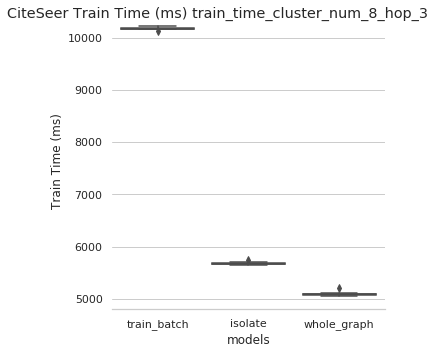 CiteSeer Train Time (ms) train_time_cluster_num_8_hop_3
10000
9000
8000
7000
6000
5000
Train Time (ms)
train_batch isolate whole_graph
models